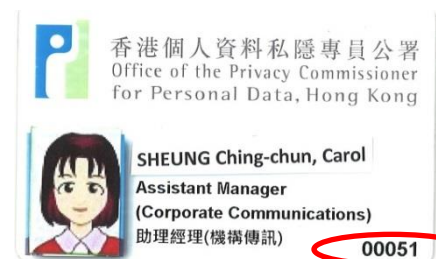 香港個人資料私隱專員公署
Office of the Privacy Commissioner
for Personal Data, Hong Kong
SHEUNG Ching-chun, Carol
Assistant Manager
(Corporate Communications)
助理經理(機構傳訊)
00051